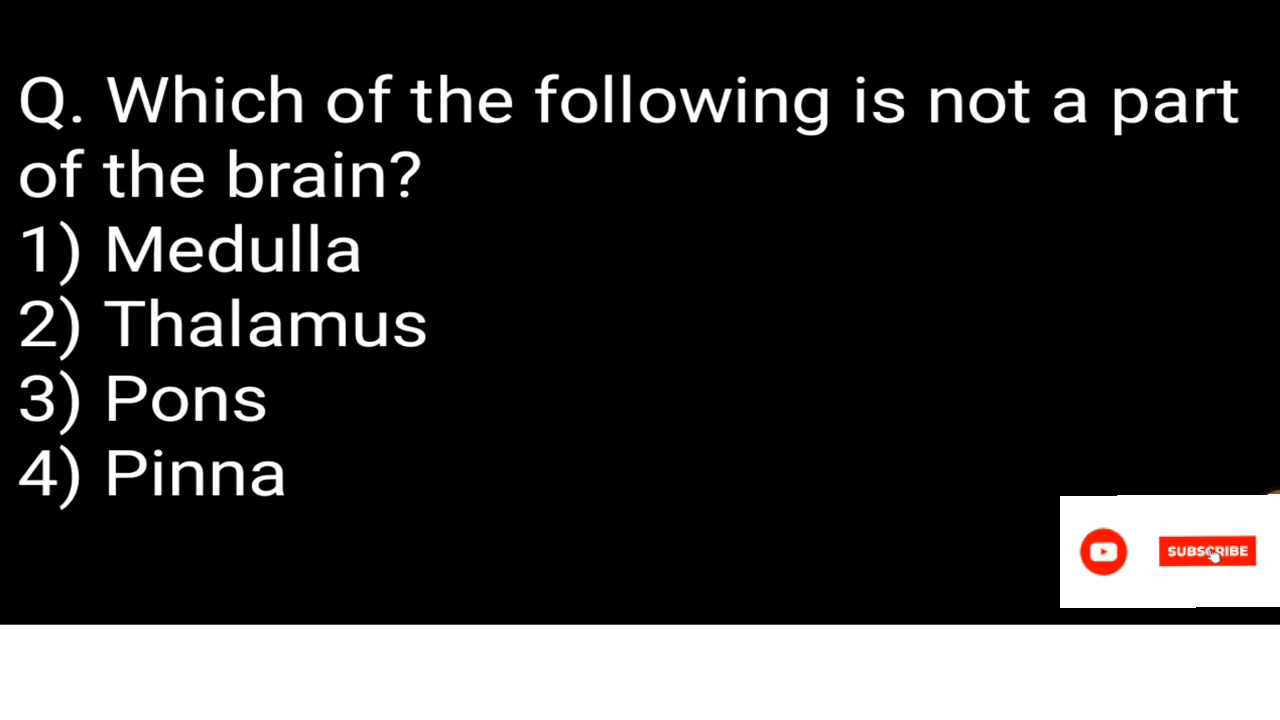 Q. Which of the following is not a part
of the brain?
1) Medulla
2) Thalamus
3) Pons
4) Pinna
SUBSCRIBE